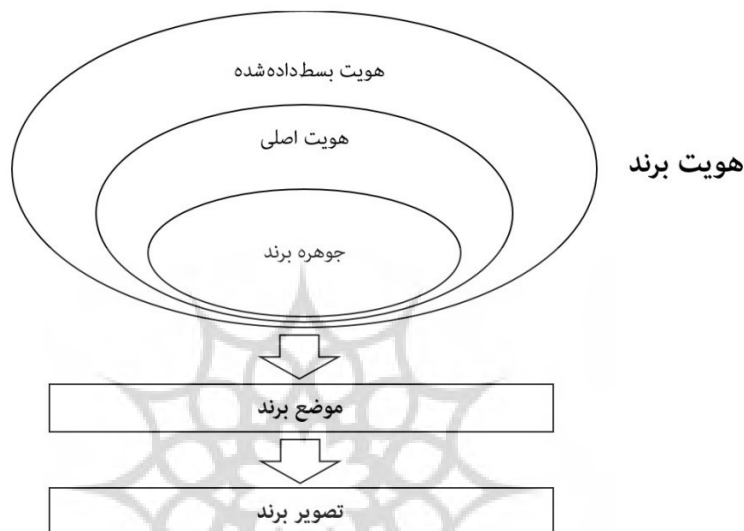 هویت بسط‌داده‌شده
هویت اصلی
هویت برند
جوهره برند
موضع برند
تصویر برند